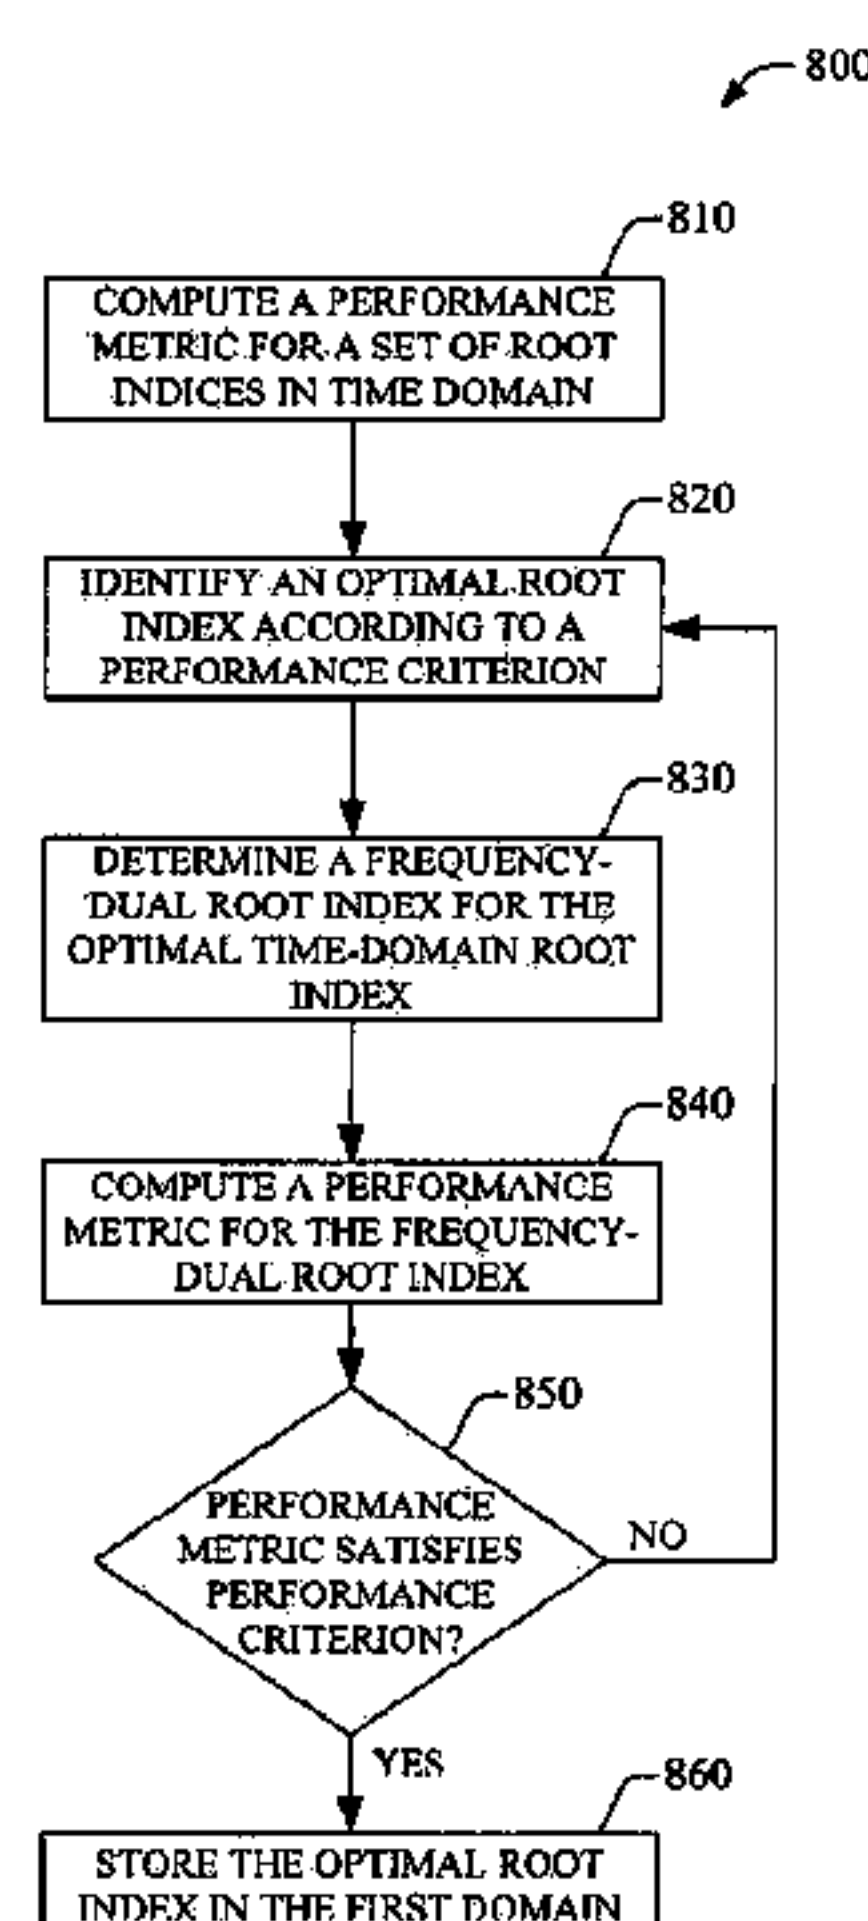 800
810
COMPUTE A PERFORMANCE
METRIC FOR A SET OF ROOT
INDICES IN TIME DOMAIN
820
IDENTIFY AN OPTIMAL ROOT
INDEX ACCORDING TO A
PERFORMANCE CRITERION
830
DETERMINE A FREQUENCY-
DUAL ROOT INDEX FOR THE
OPTIMAL TIME-DOMAIN ROOT
INDEX
840
COMPUTE A PERFORMANCE
METRIC FOR THE FREQUENCY-
DUAL ROOT INDEX
850
PERFORMANCE
METRIC SATISFIES
PERFORMANCE
CRITERION?
NO
YES
860
STORE THE OPTIMAL ROOT
INDEX IN THE FIRST DOMAIN